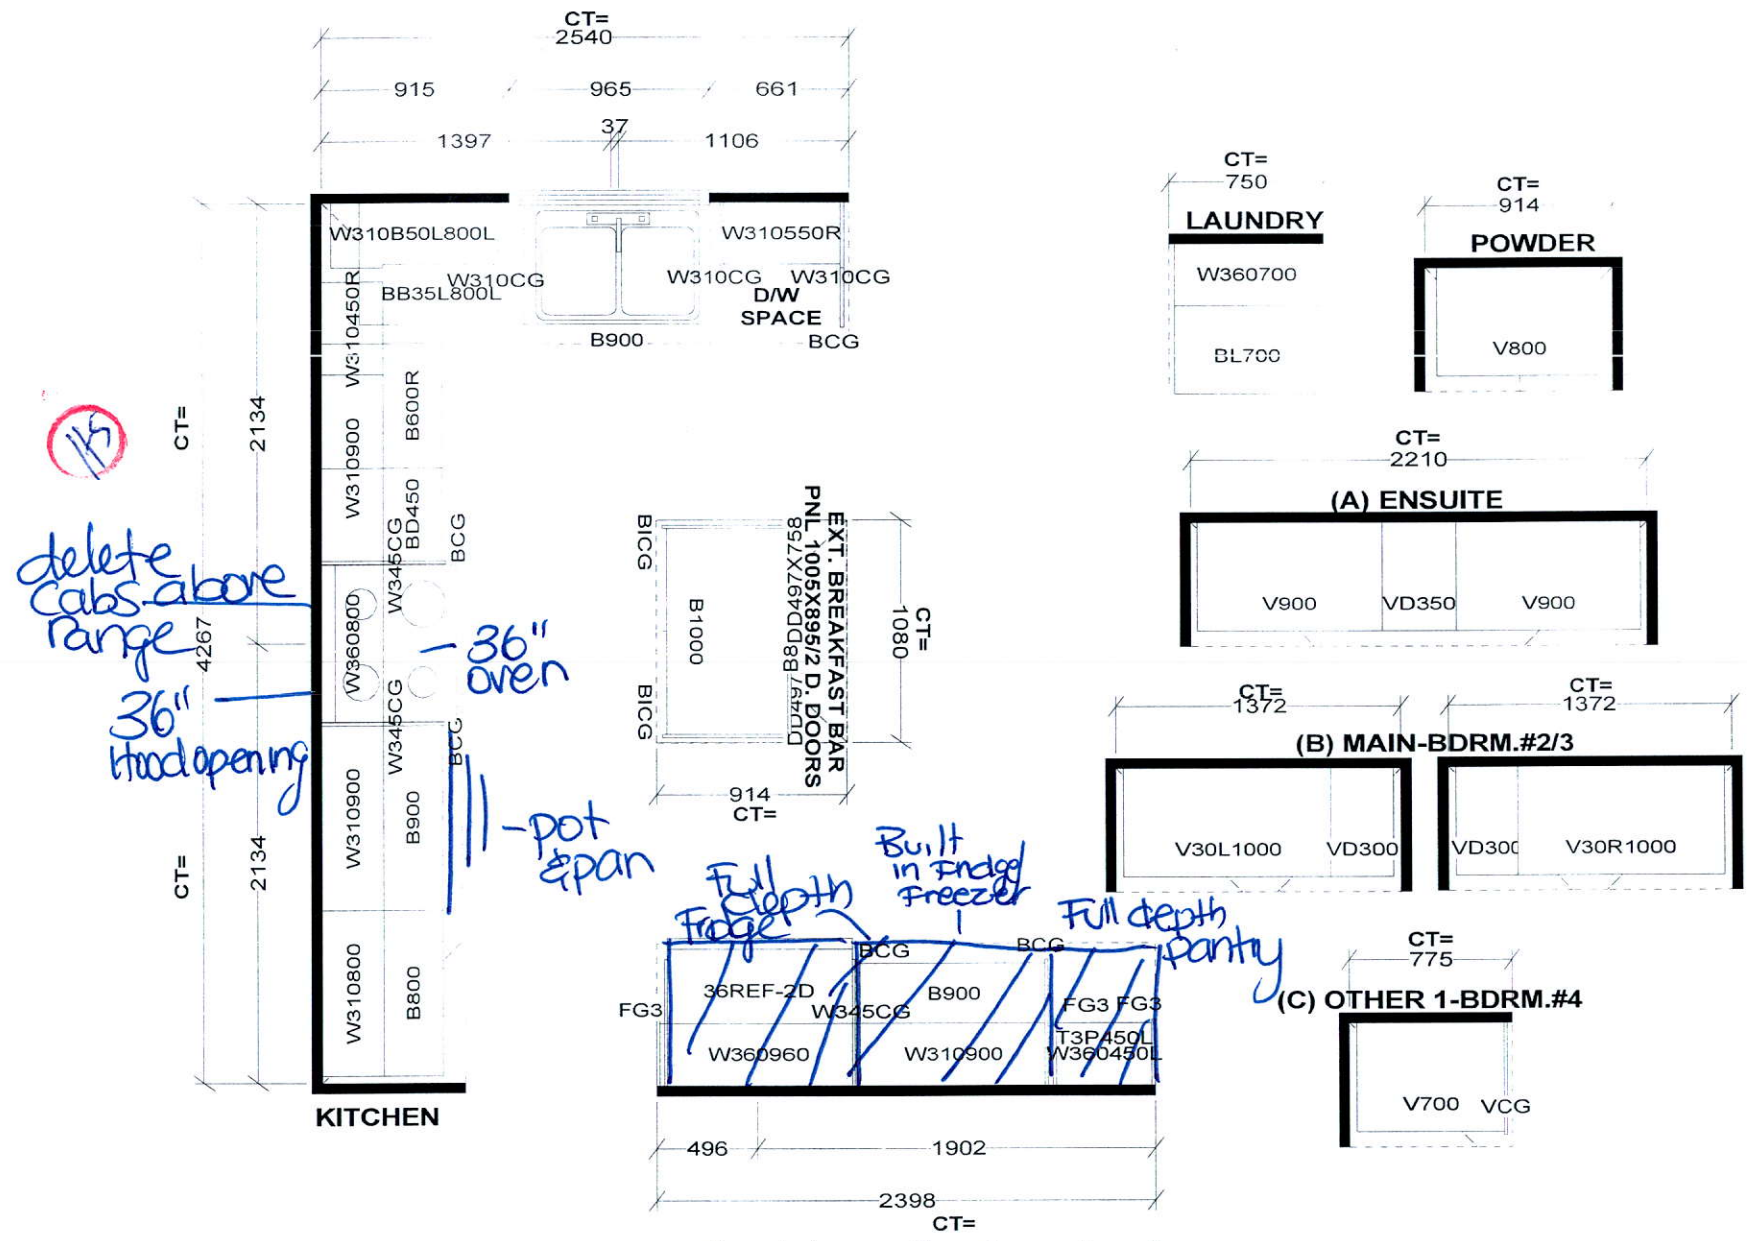 CT=
2540
915
965
661
37
1397
1106
W310B50L800L
W310550R
W310CG
W310CG
W310CG
BB35L800L
D/W
SPACE
B900
BCG
W310450R
CT=
2134
W310900
B600R
BD450
W345CG
BCG
delete
cabs above
range
4267
W360800
36"
oven
36"
Hood opening
W345CG
BCG
CT=
2134
W310900
B900
-pot
&pan
W310800
B800
KITCHEN
BICG
B1000
BICG
EXT. BREAKFAST BAR
PNL 1005X895/2 D. DOORS
CT=
1080
914
CT=
Full
depth
Fridge
Built
in Fridge/
Freezer
Full depth
pantry
BCG
BCG
FG3
36REF-2D
W345CG
B900
FG3 FG3
T3P450L
W360960
W310900
W360450L
496
1902
2398
CT=
CT=
750
LAUNDRY
W360700
BL700
CT=
914
POWDER
V800
CT=
2210
(A) ENSUITE
V900
VD350
V900
CT=
1372
CT=
1372
(B) MAIN-BDRM.#2/3
V30L1000
VD300
VD300
V30R1000
CT=
775
(C) OTHER 1-BDRM.#4
V700
VCG